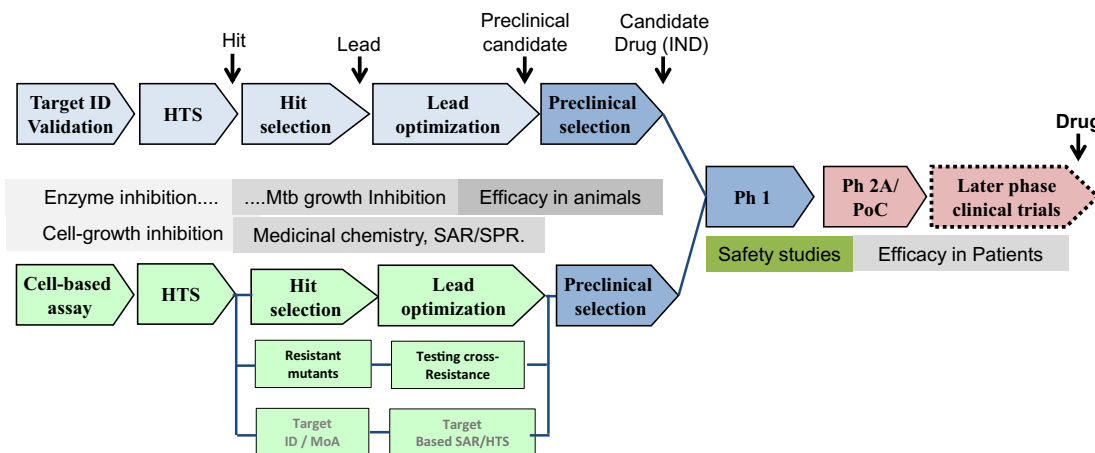 Hit
Lead
Preclinical
candidate
Candidate
Drug (IND)
Target ID
Validation
HTS
Hit
selection
Lead
optimization
Preclinical
selection
Drug
Enzyme inhibition....
....Mtb growth Inhibition
Efficacy in animals
Ph 1
Ph 2A/
PoC
Later phase
clinical trials
Cell-growth inhibition
Medicinal chemistry, SAR/SPR.
Safety studies
Efficacy in Patients
Cell-based
assay
HTS
Hit
selection
Lead
optimization
Preclinical
selection
Resistant
mutants
Testing cross-
Resistance
Target
ID / MoA
Target
Based SAR/HTS